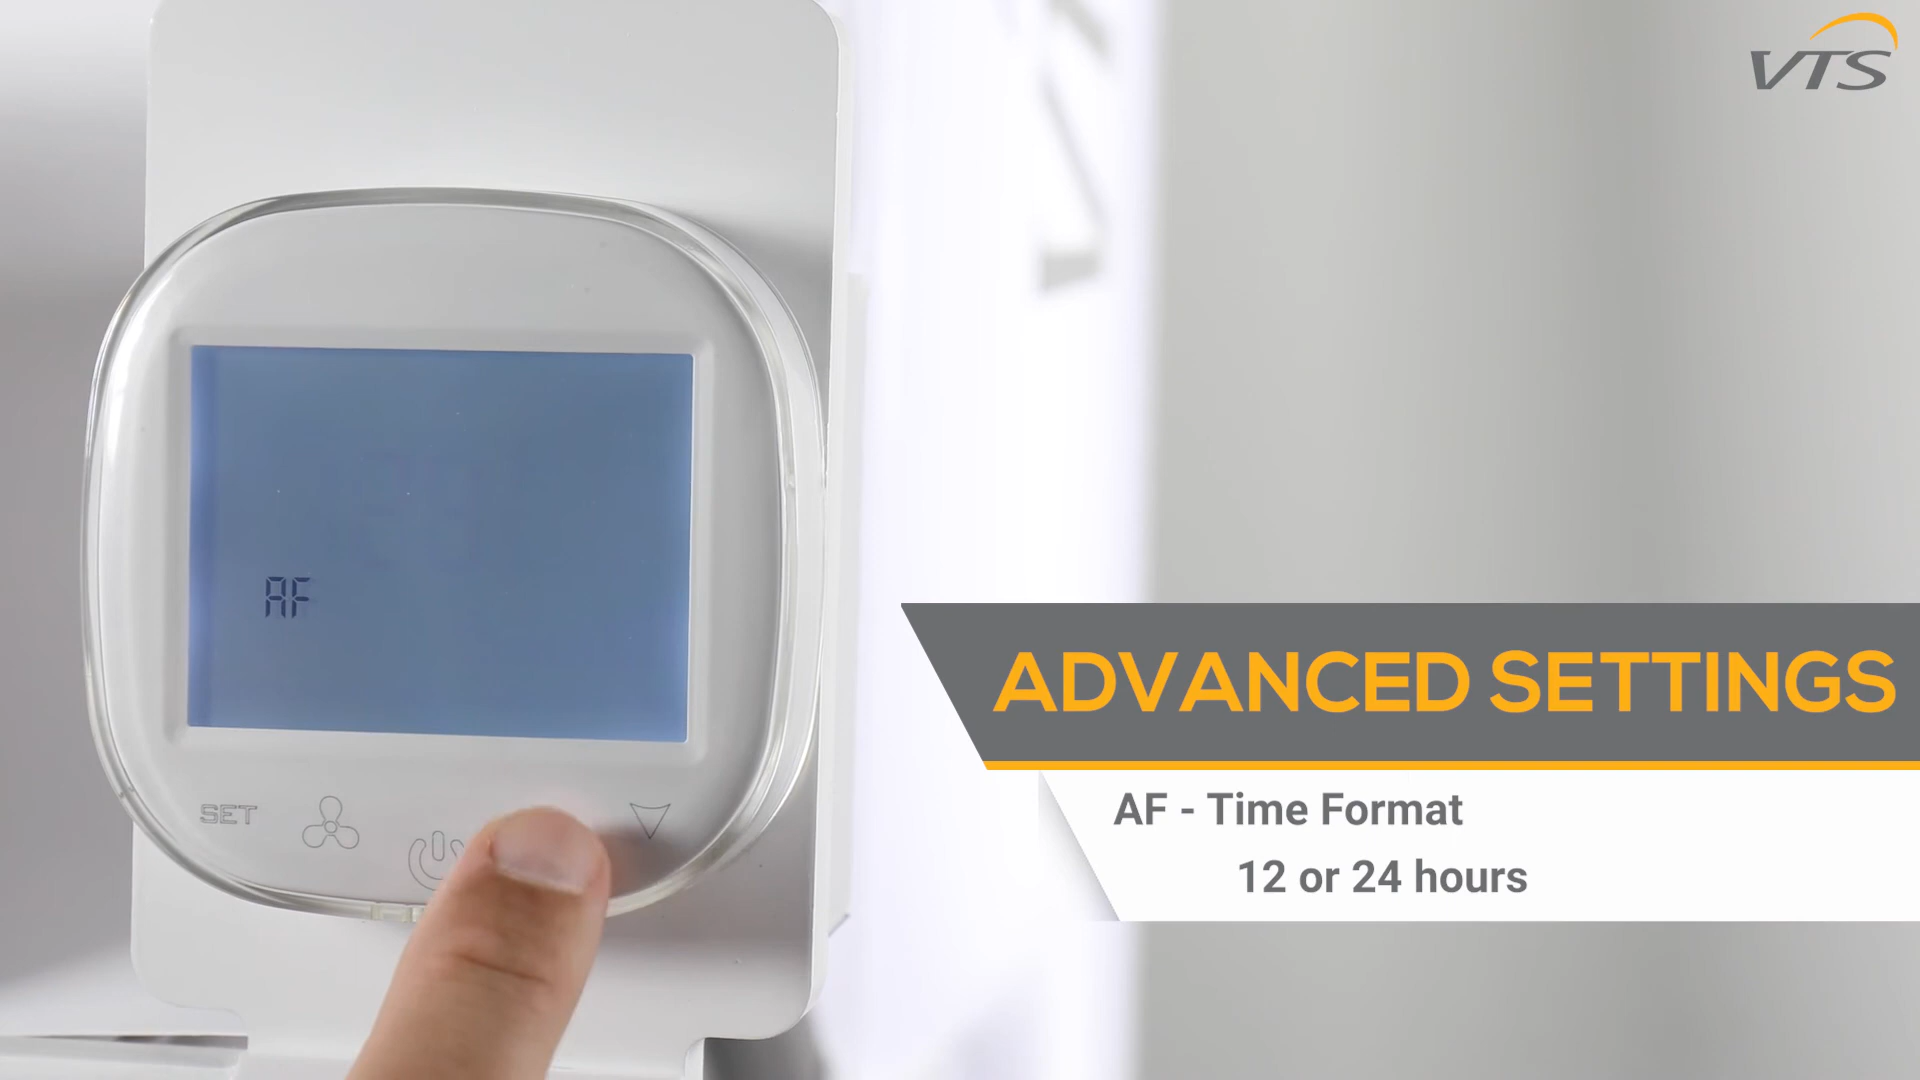 VTS
AF
SET
ADVANCED SETTINGS
AF - Time Format
12 or 24 hours